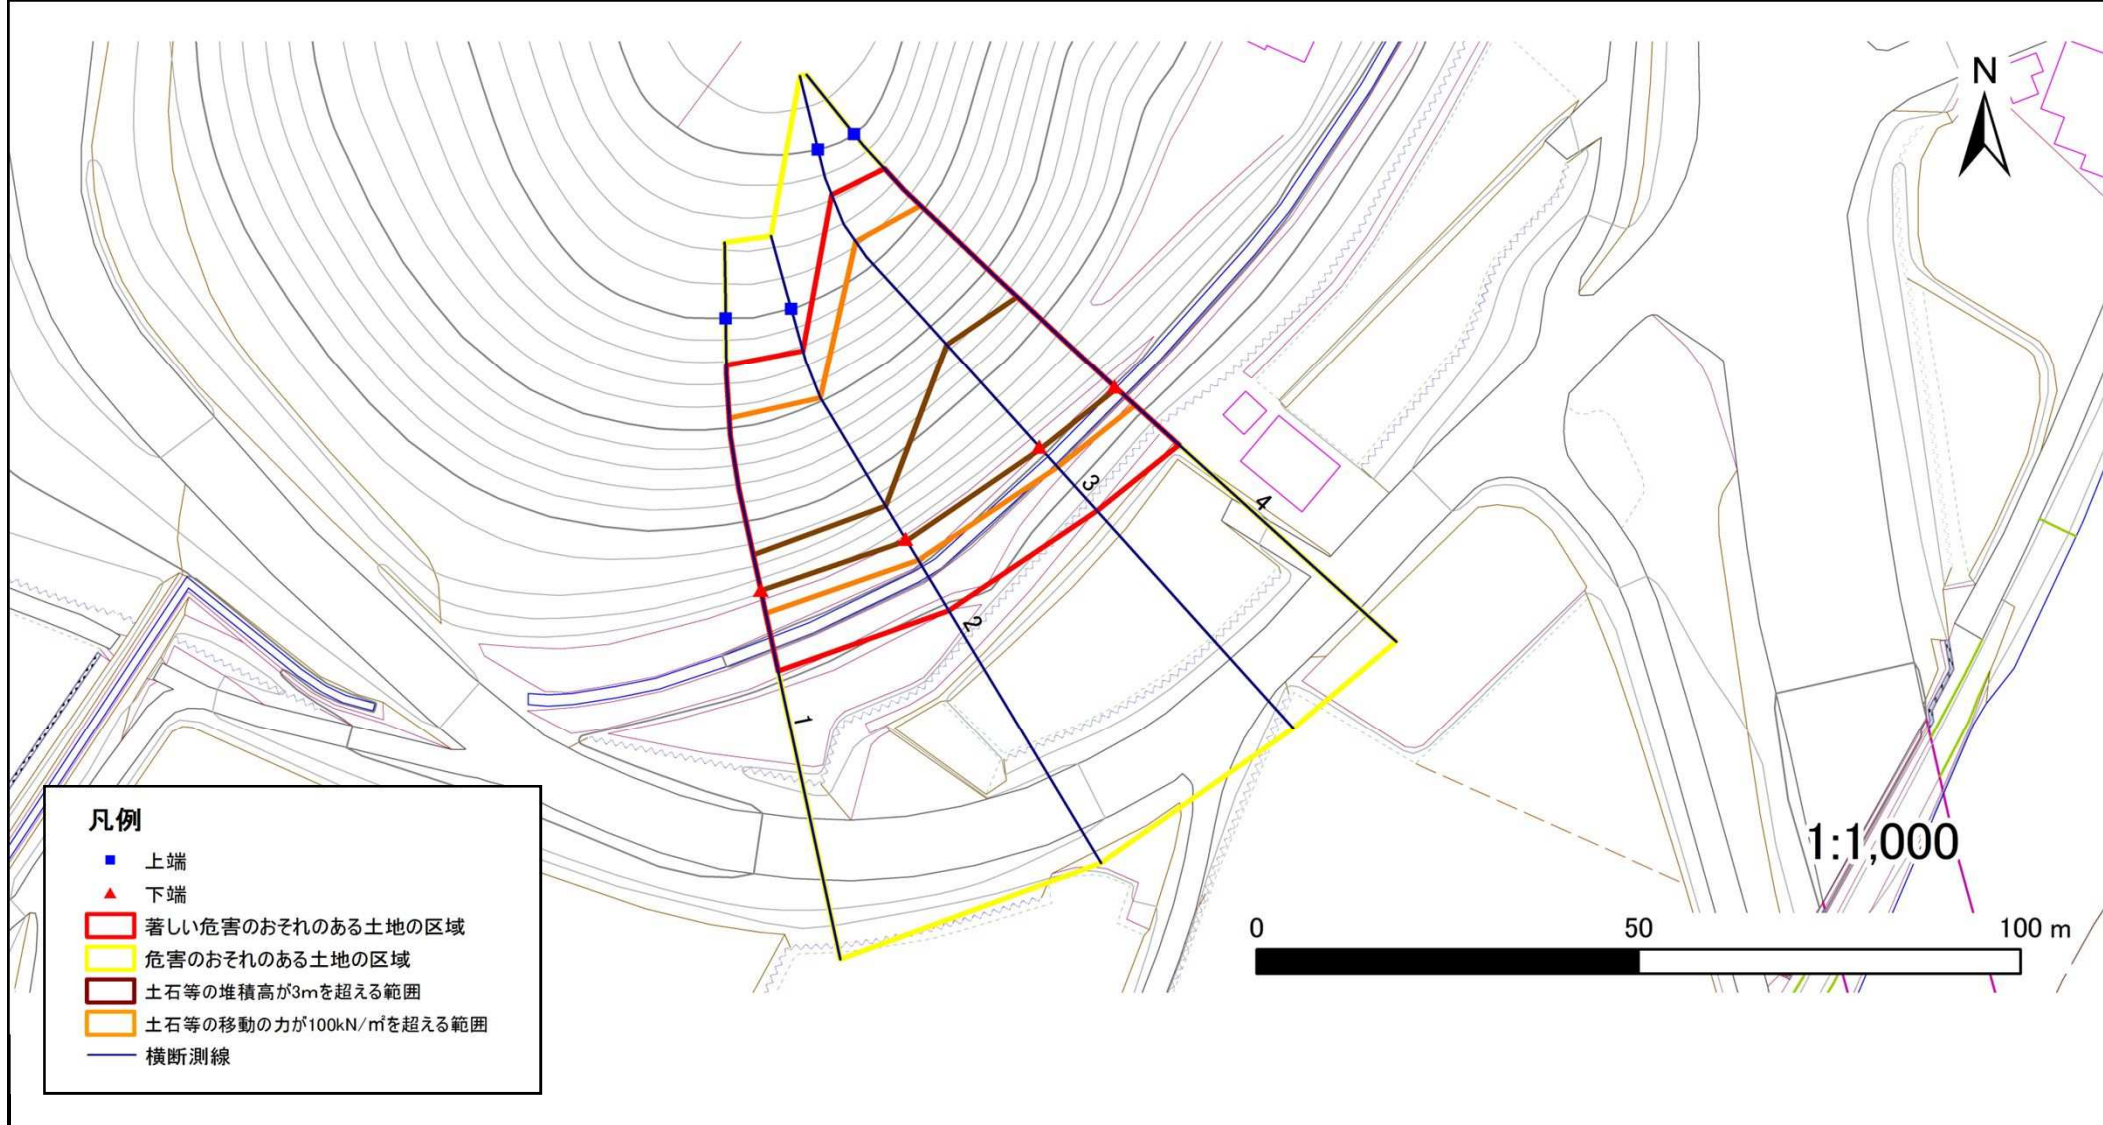 N
3
4
2
1
1:1,000
0 50 100 m
凡例
上端
下端
著しい危害のおそれのある土地の区域
危害のおそれのある土地の区域
土石等の堆積高が3mを超える範囲
土石等の移動の力が100kN/㎡を超える範囲
横断測線